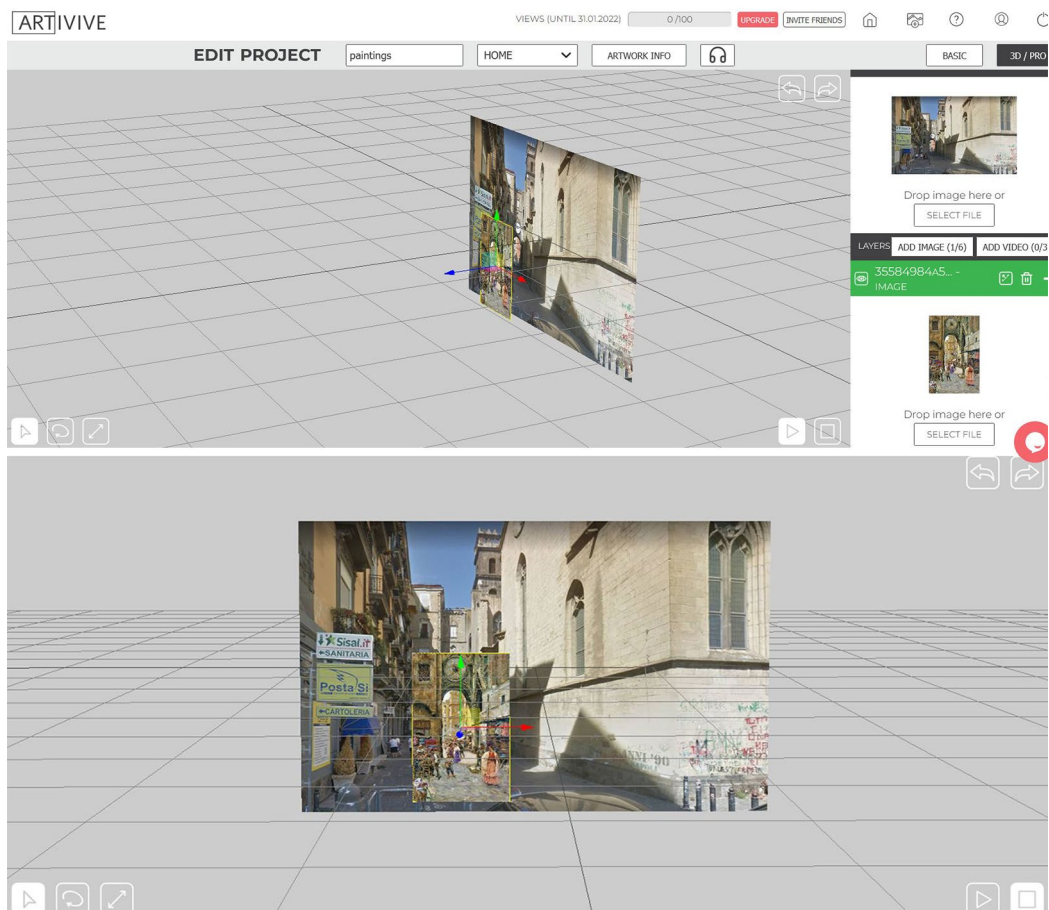 ARTIVIVE
VIEWS (UNTIL 31.01.2022)
0 /100
UPGRADE
INVITE FRIENDS
EDIT PROJECT
paintings
HOME
ARTWORK INFO
BASIC
3D / PRO
Drop image here or
SELECT FILE
LAYERS
ADD IMAGE (1/6)
ADD VIDEO (0/3
35584984A5... -
IMAGE
Drop image here or
SELECT FILE
Sisal.it
SANITARIA
Posta Si
CARTOLERIA